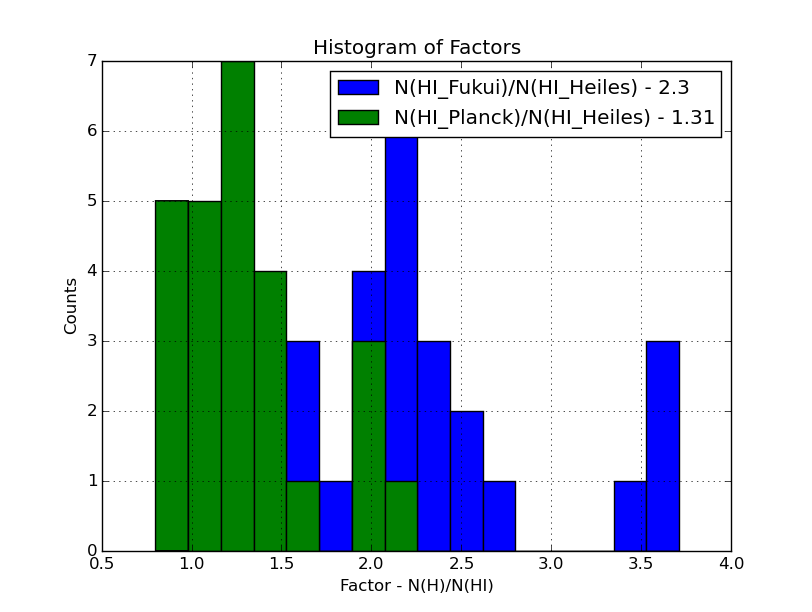 Histogram of Factors
N(HI_Fukui)/N(HI_Heiles) - 2.3
N(HI_Planck)/N(HI_Heiles) - 1.31
7
6
5
4
3
2
1
0
Counts
0.5 1.0 1.5 2.0 2.5 3.0 3.5 4.0
Factor - N(H)/N(HI)